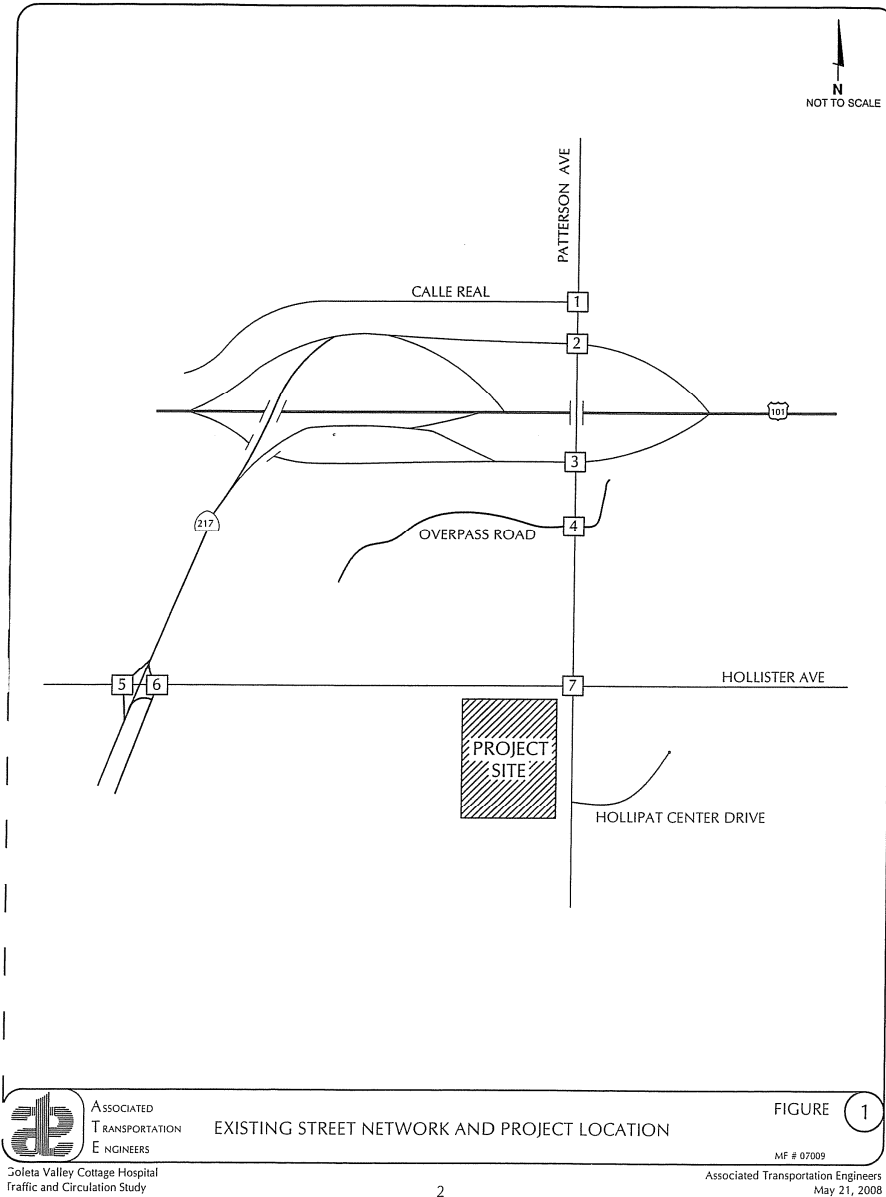 N
NOT TO SCALE
PATTERSON AVE
CALLE REAL
1
2
101
3
217
4
OVERPASS ROAD
5
6
7
HOLLISTER AVE
PROJECT
SITE
HOLLIPAT CENTER DRIVE
ate
ASSOCIATED
TRANSPORTATION
ENGINEERS
EXISTING STREET NETWORK AND PROJECT LOCATION
FIGURE 1
MF # 07009
Goleta Valley Cottage Hospital
Traffic and Circulation Study
2
Associated Transportation Engineers
May 21, 2008